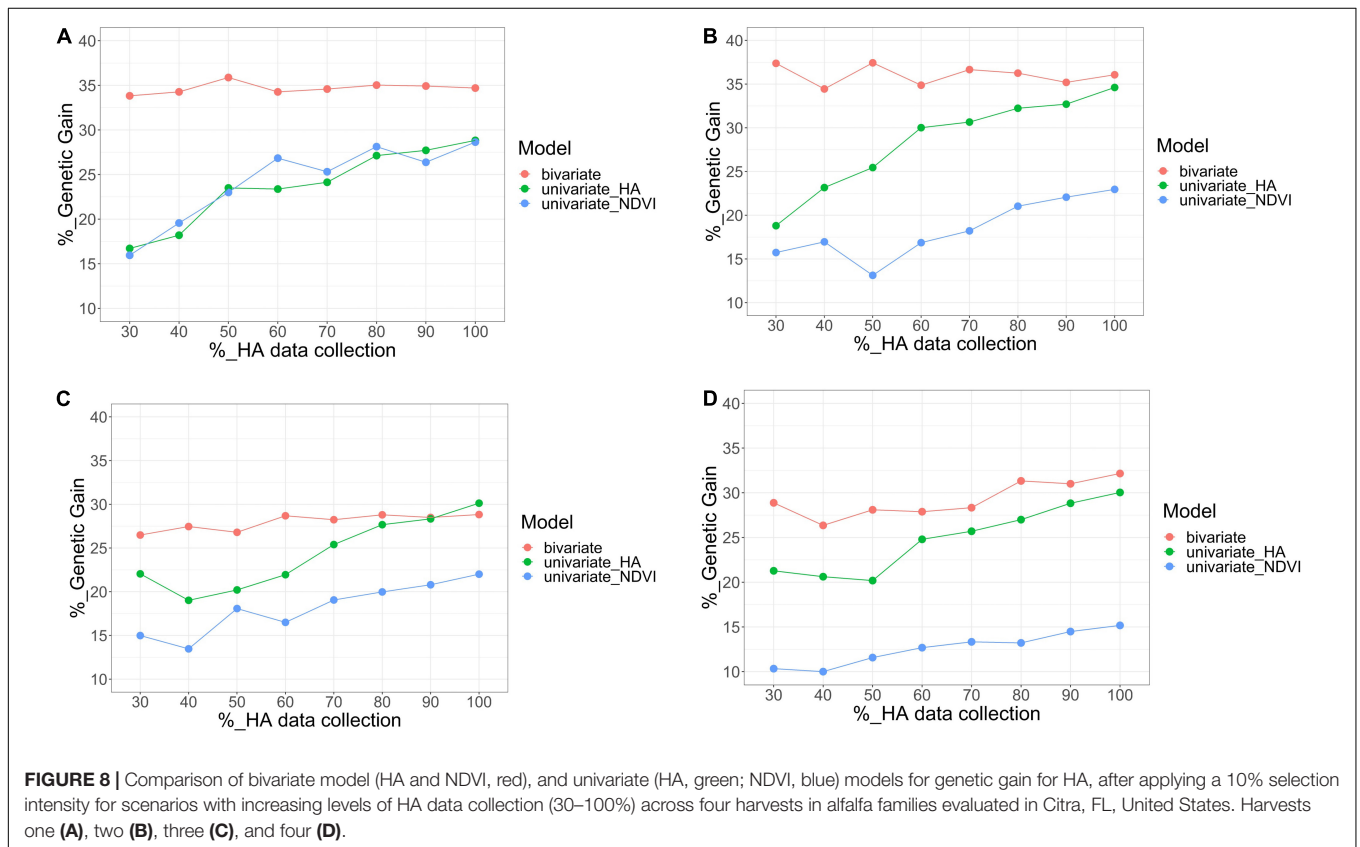 A
40
35
30
25
20
15
10
%_Genetic Gain
30 40 50 60 70 80 90 100
%_HA data collection
Model
bivariate
univariate_HA
univariate_NDVI
B
40
35
30
25
20
15
10
%_Genetic Gain
30 40 50 60 70 80 90 100
%_HA data collection
Model
bivariate
univariate_HA
univariate_NDVI
C
40
35
30
25
20
15
10
%_Genetic Gain
30 40 50 60 70 80 90 100
%_HA data collection
Model
bivariate
univariate_HA
univariate_NDVI
D
40
35
30
25
20
15
10
%_Genetic Gain
30 40 50 60 70 80 90 100
%_HA data collection
Model
bivariate
univariate_HA
univariate_NDVI
FIGURE 8 | Comparison of bivariate model (HA and NDVI, red), and univariate (HA, green; NDVI, blue) models for genetic gain for HA, after applying a 10% selection
intensity for scenarios with increasing levels of HA data collection (30–100%) across four harvests in alfalfa families evaluated in Citra, FL, United States. Harvests
one (A), two (B), three (C), and four (D).